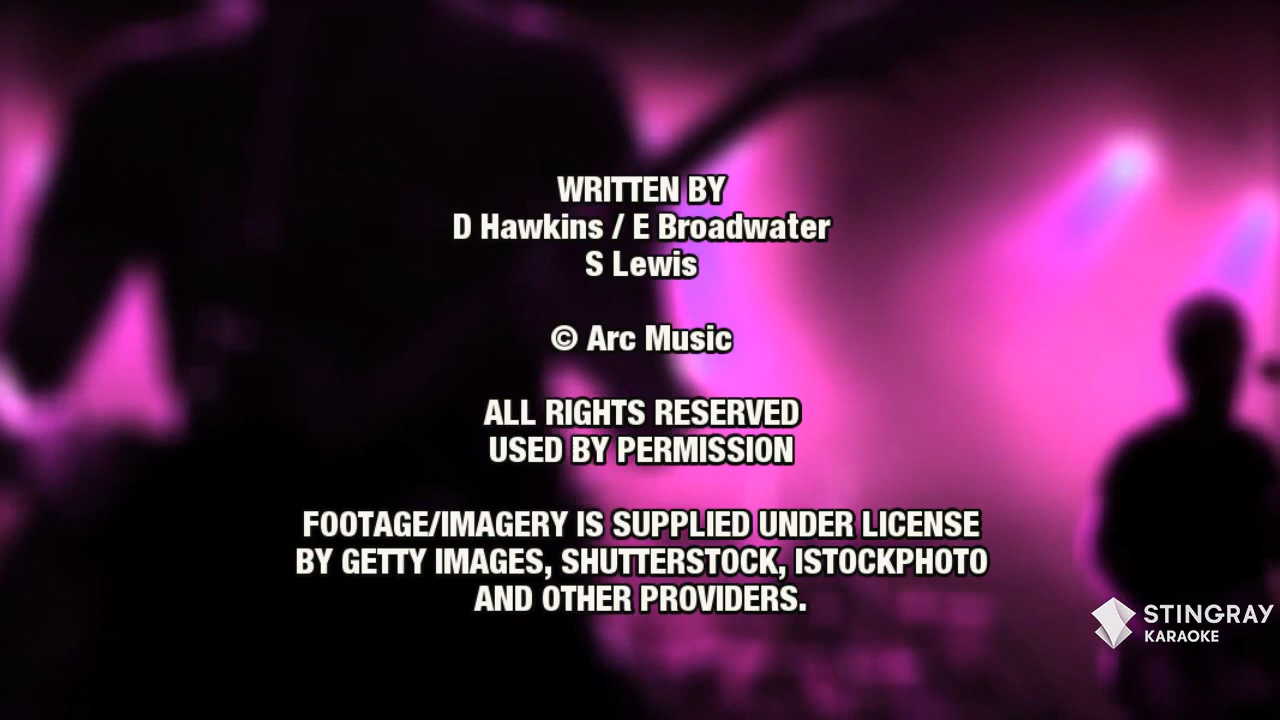 WRITTEN BY
D Hawkins / E Broadwater
S Lewis
© Arc Music
ALL RIGHTS RESERVED
USED BY PERMISSION
FOOTAGE/IMAGERY IS SUPPLIED UNDER LICENSE
BY GETTY IMAGES, SHUTTERSTOCK, ISTOCKPHOTO
AND OTHER PROVIDERS.
STINGRAY
KARAOKE